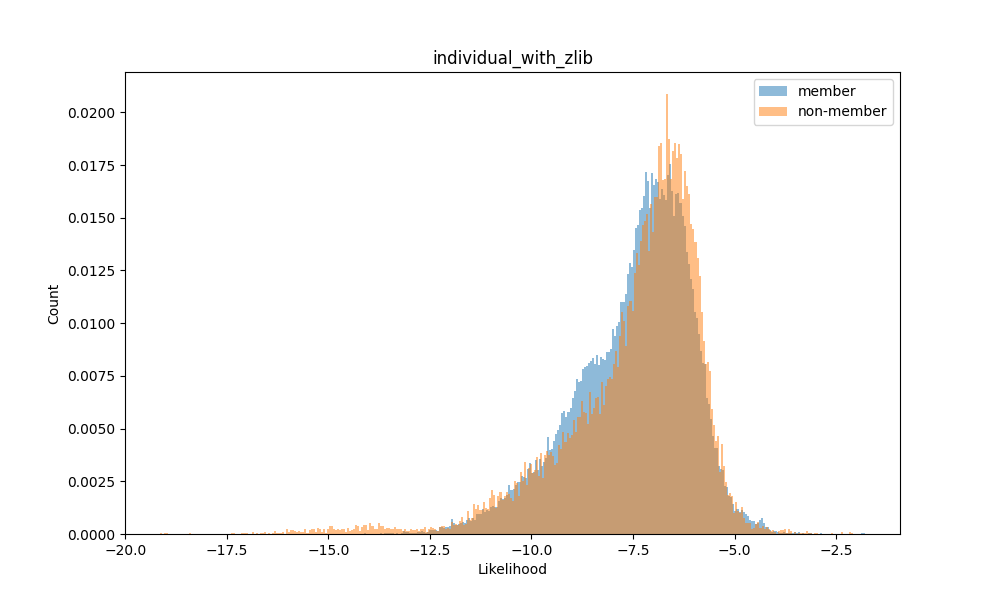 individual_with_zlib
member
non-member
0.0200
0.0175
0.0150
0.0125
0.0100
0.0075
0.0050
0.0025
0.0000
Count
−20.0 −17.5 −15.0 −12.5 −10.0 −7.5 −5.0 −2.5
Likelihood